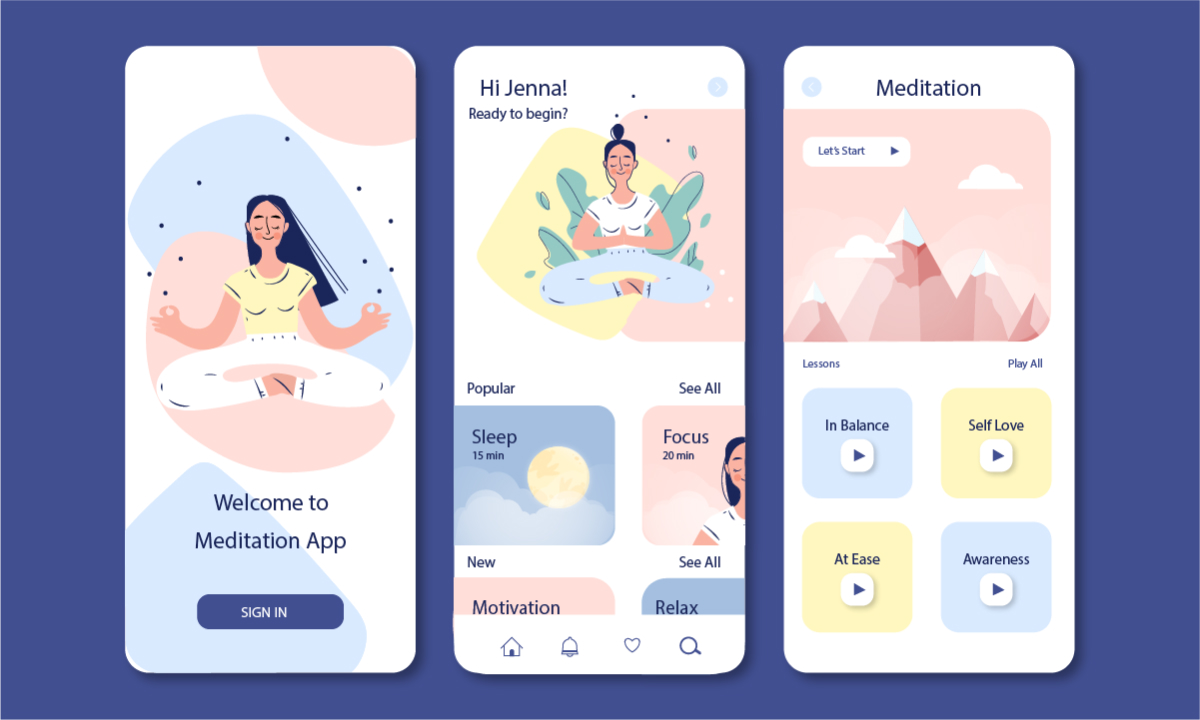 Welcome to
Meditation App
SIGN IN
Hi Jenna!
Ready to begin?
Popular
See All
Sleep
15 min
Focus
20 min
New
See All
Motivation
Relax
Meditation
Let's Start
Lessons
Play All
In Balance
Self Love
At Ease
Awareness